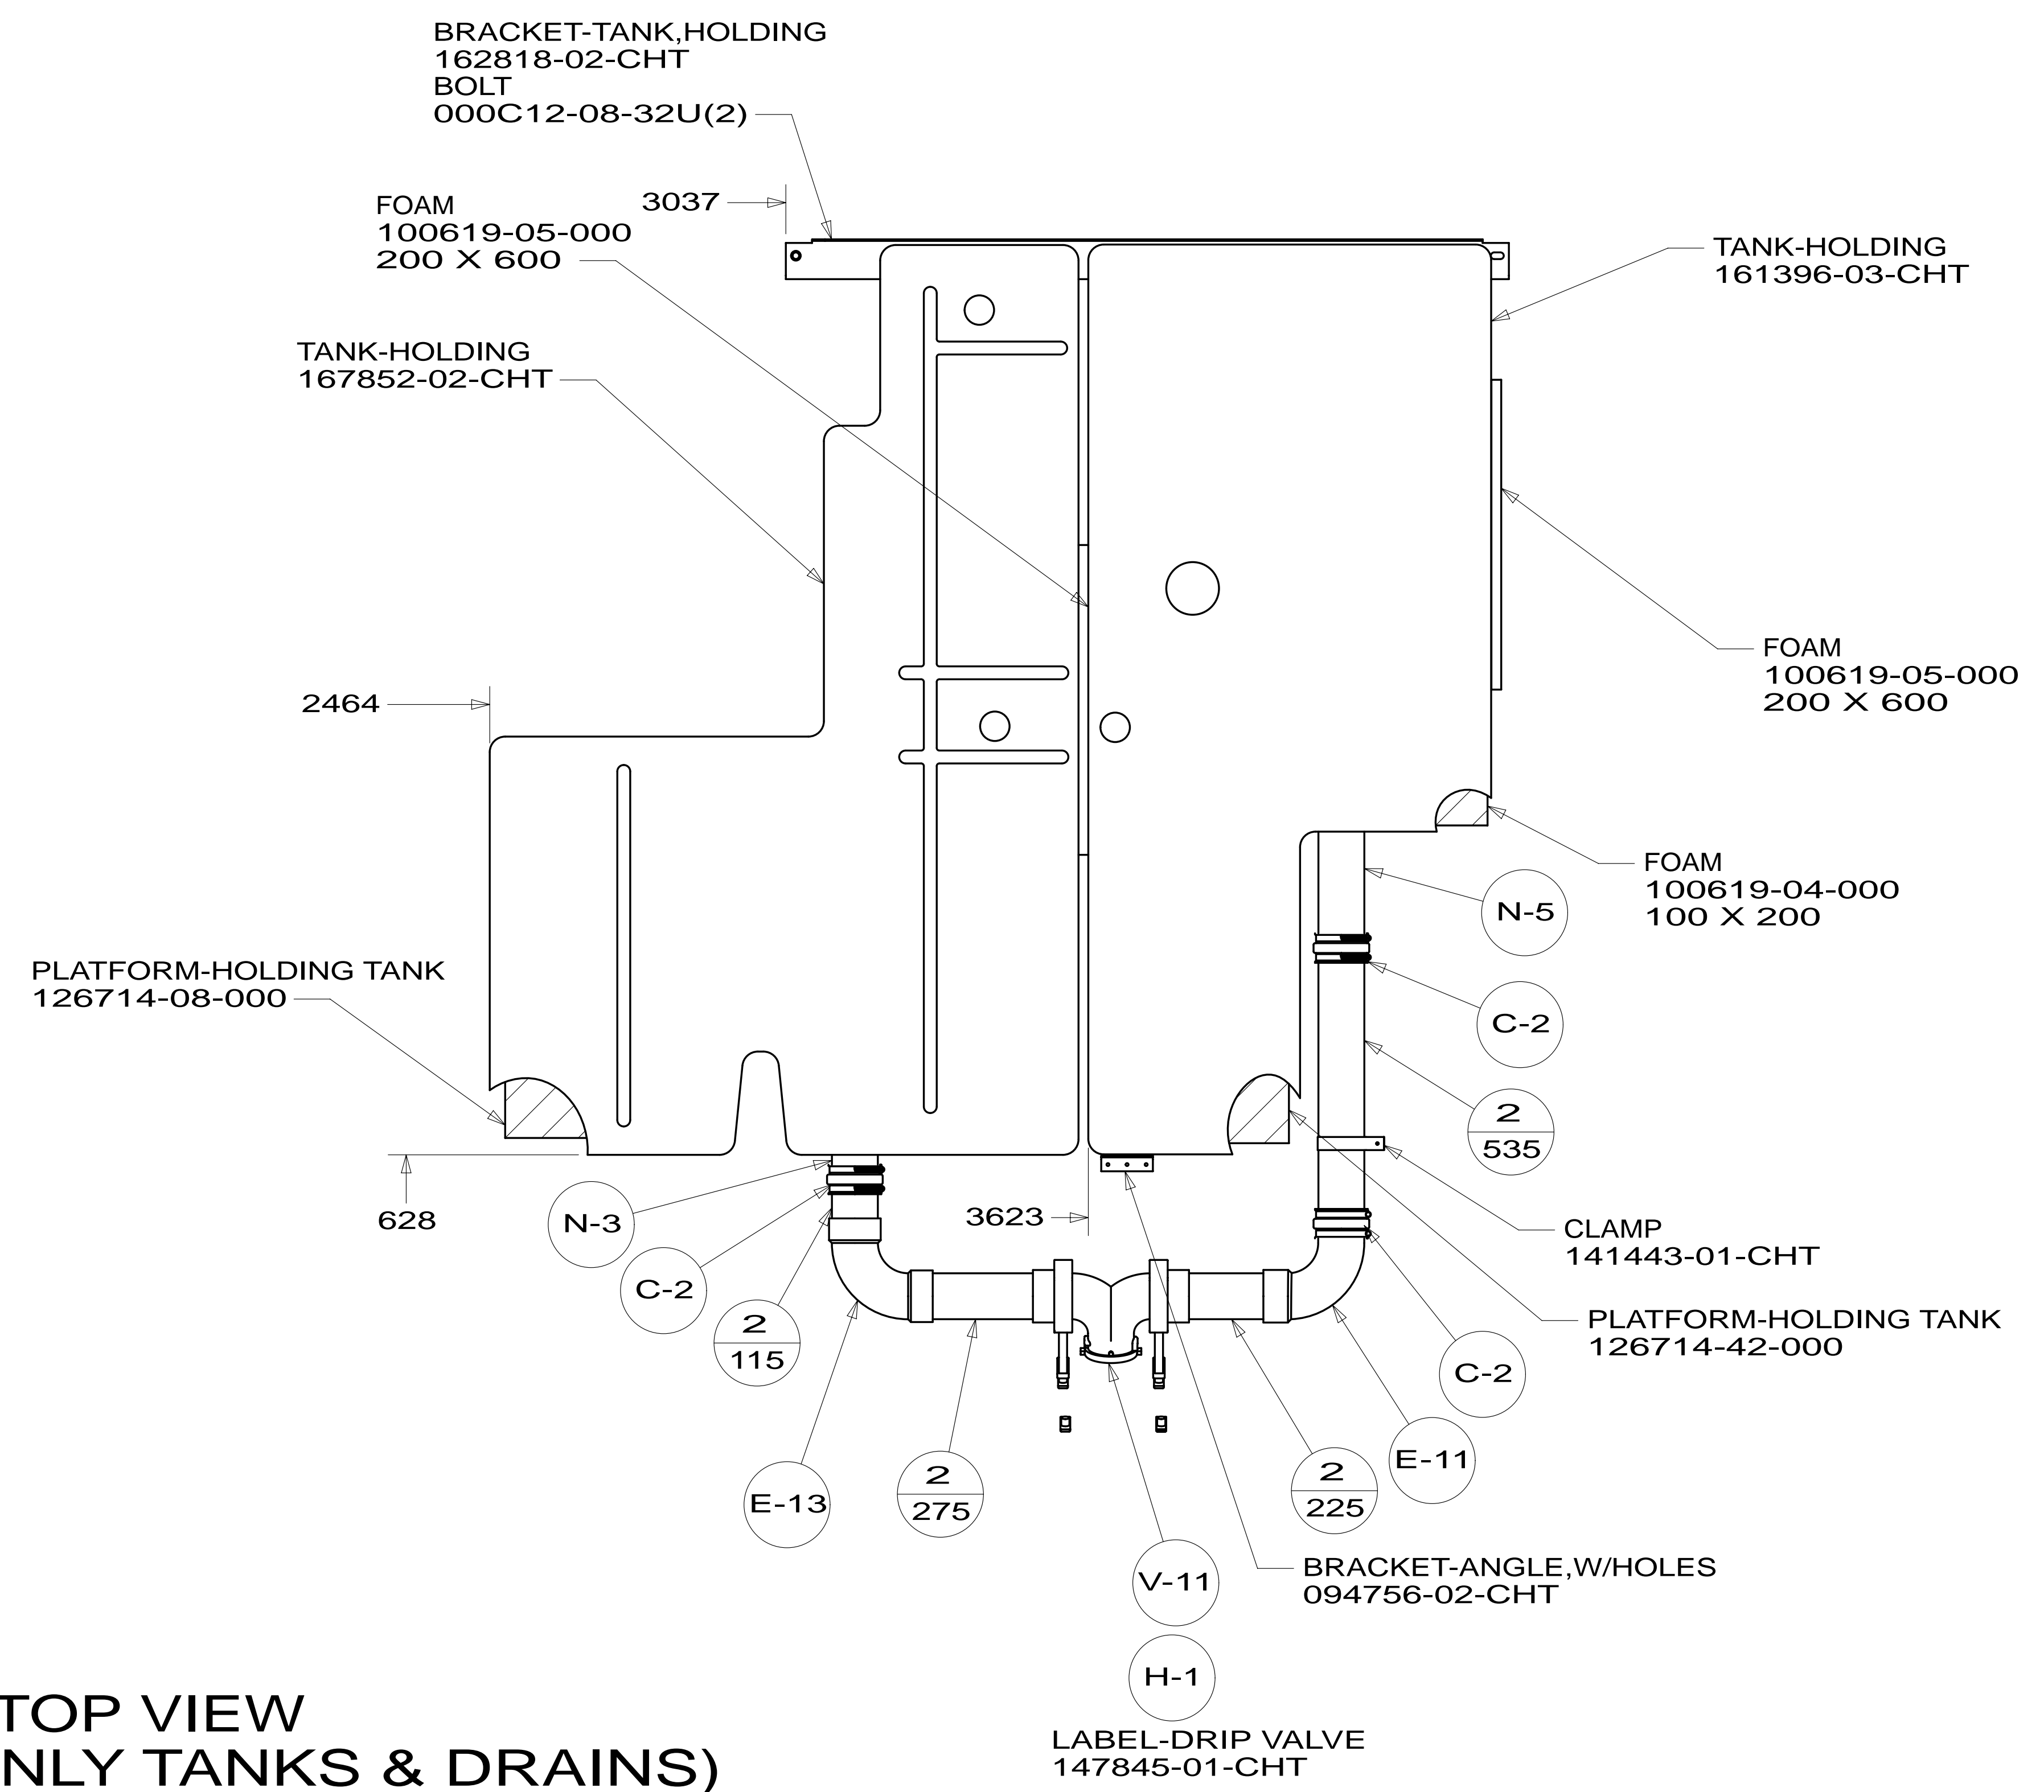 BRACKET-TANK,HOLDING
162818-02-CHT
BOLT
000C12-08-32U(2)
FOAM
100619-05-000
200 X 600
3037
TANK-HOLDING
161396-03-CHT
TANK-HOLDING
167852-02-CHT
FOAM
100619-05-000
200 X 600
2464
FOAM
100619-04-000
100 X 200
N-5
PLATFORM-HOLDING TANK
126714-08-000
C-2
2
535
628
N-3
3623
CLAMP
141443-01-CHT
C-2
2
115
PLATFORM-HOLDING TANK
126714-42-000
C-2
E-13
2
275
2
225
E-11
V-11
BRACKET-ANGLE,W/HOLES
094756-02-CHT
H-1
LABEL-DRIP VALVE
147845-01-CHT
TOP VIEW
NLY TANKS & DRAINS)